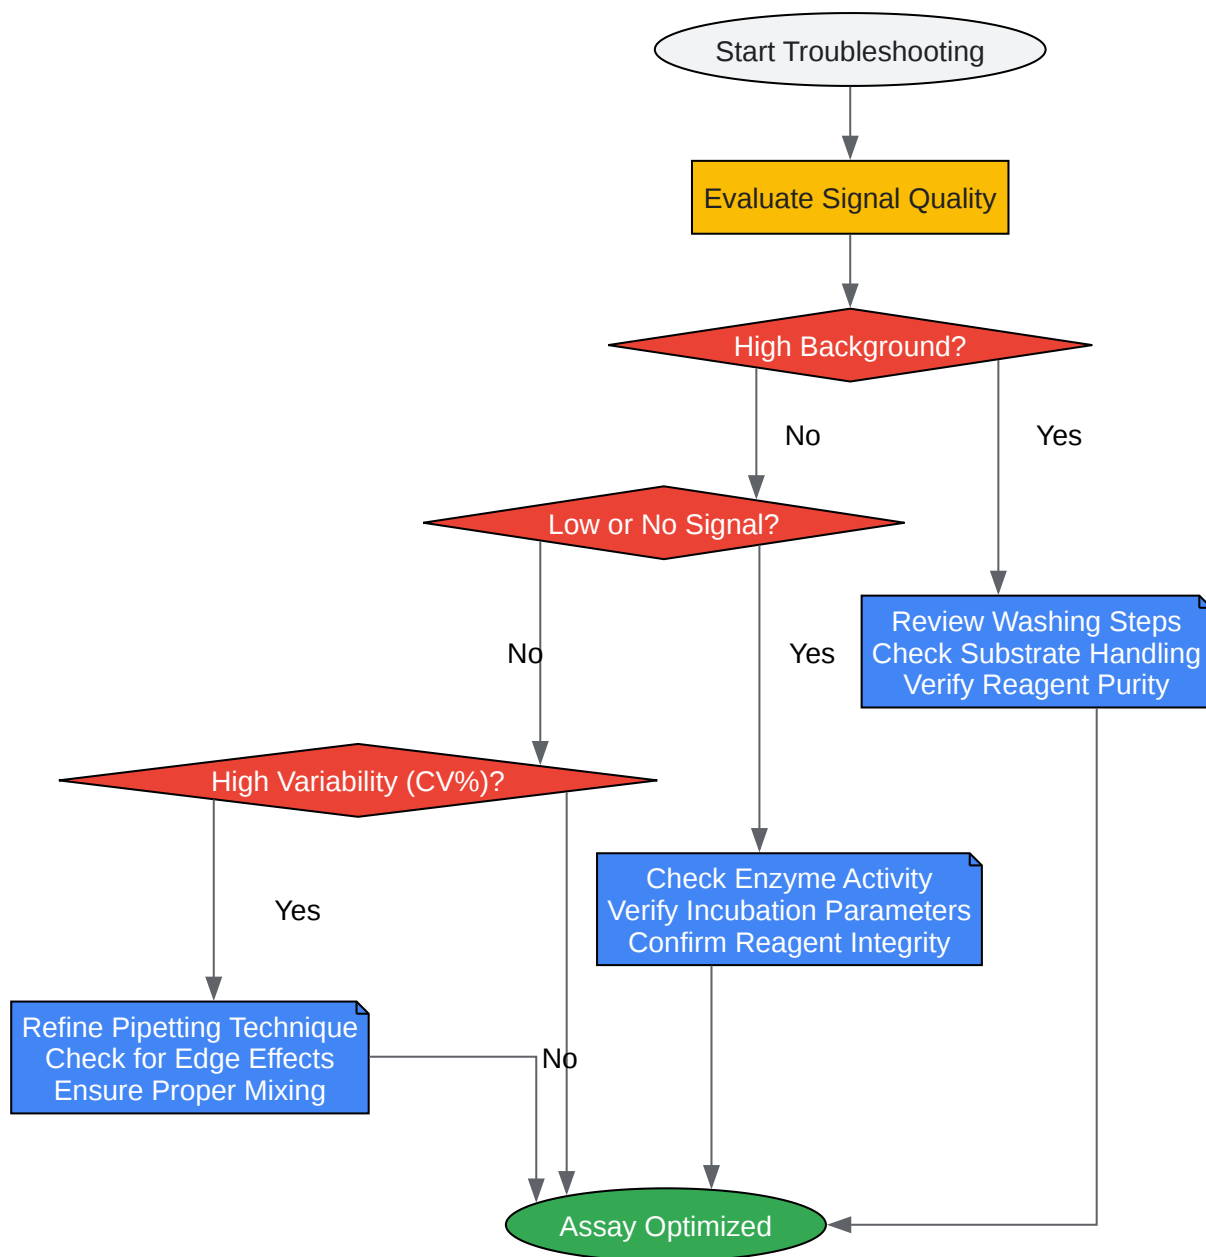 Start Troubleshooting
Evaluate Signal Quality
High Background?
No
Yes
Low or No Signal?
Review Washing Steps
Check Substrate Handling
Verify Reagent Purity
No
Yes
High Variability (CV%)?
Check Enzyme Activity
Verify Incubation Parameters
Confirm Reagent Integrity
Yes
Refine Pipetting Technique
Check for Edge Effects
Ensure Proper Mixing
No
Assay Optimized